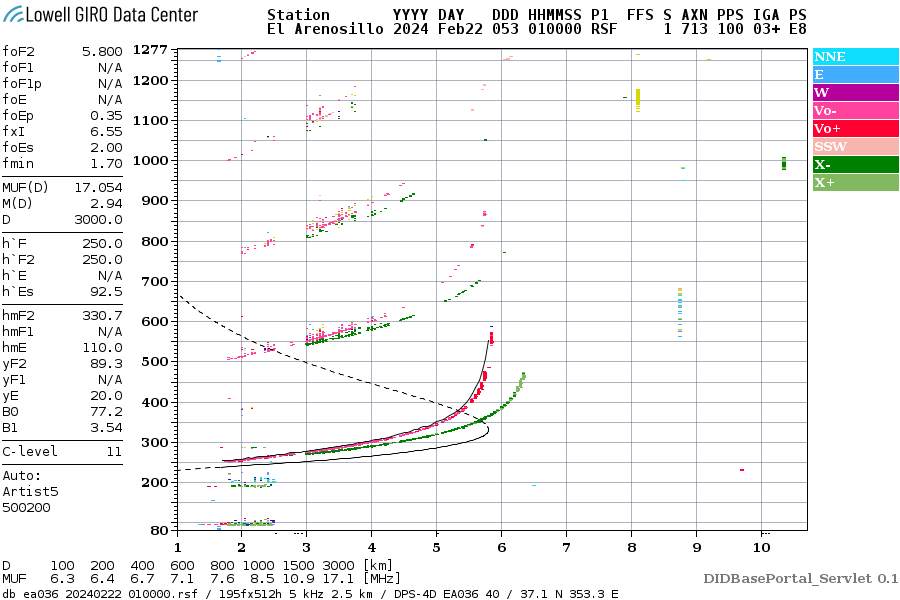 Lowell GIRO Data Center
Station YYYY DAY DDD HHMMSS P1 FFS S AXN PPS IGA PS
El Arenosillo 2024 Feb22 053 010000 RSF 1 713 100 03+ E8
foF2 5.800
foF1 N/A
foF1p N/A
foE N/A
foEp 0.35
fxI 6.55
foEs 2.00
fmin 1.70
MUF(D) 17.054
M(D) 2.94
D 3000.0
h`F 250.0
h`F2 250.0
h`E N/A
h`Es 92.5
hmF2 330.7
hmF1 N/A
hmE 110.0
yF2 89.3
yF1 N/A
yE 20.0
B0 77.2
B1 3.54
C-level 11
Auto:
Artist5
500200
1277
1200
1100
1000
900
800
700
600
500
400
300
200
80
1 2 3 4 5 6 7 8 9 10
NNE
E
W
Vo-
Vo+
SSW
X-
X+
D 100 200 400 600 800 1000 1500 3000 [km]
MUF 6.3 6.4 6.7 7.1 7.6 8.5 10.9 17.1 [MHz]
DIDBasePortal_Servlet 0.1
db ea036 20240222 010000.rsf / 195fx512h 5 kHz 2.5 km / DPS-4D EA036 40 / 37.1 N 353.3 E